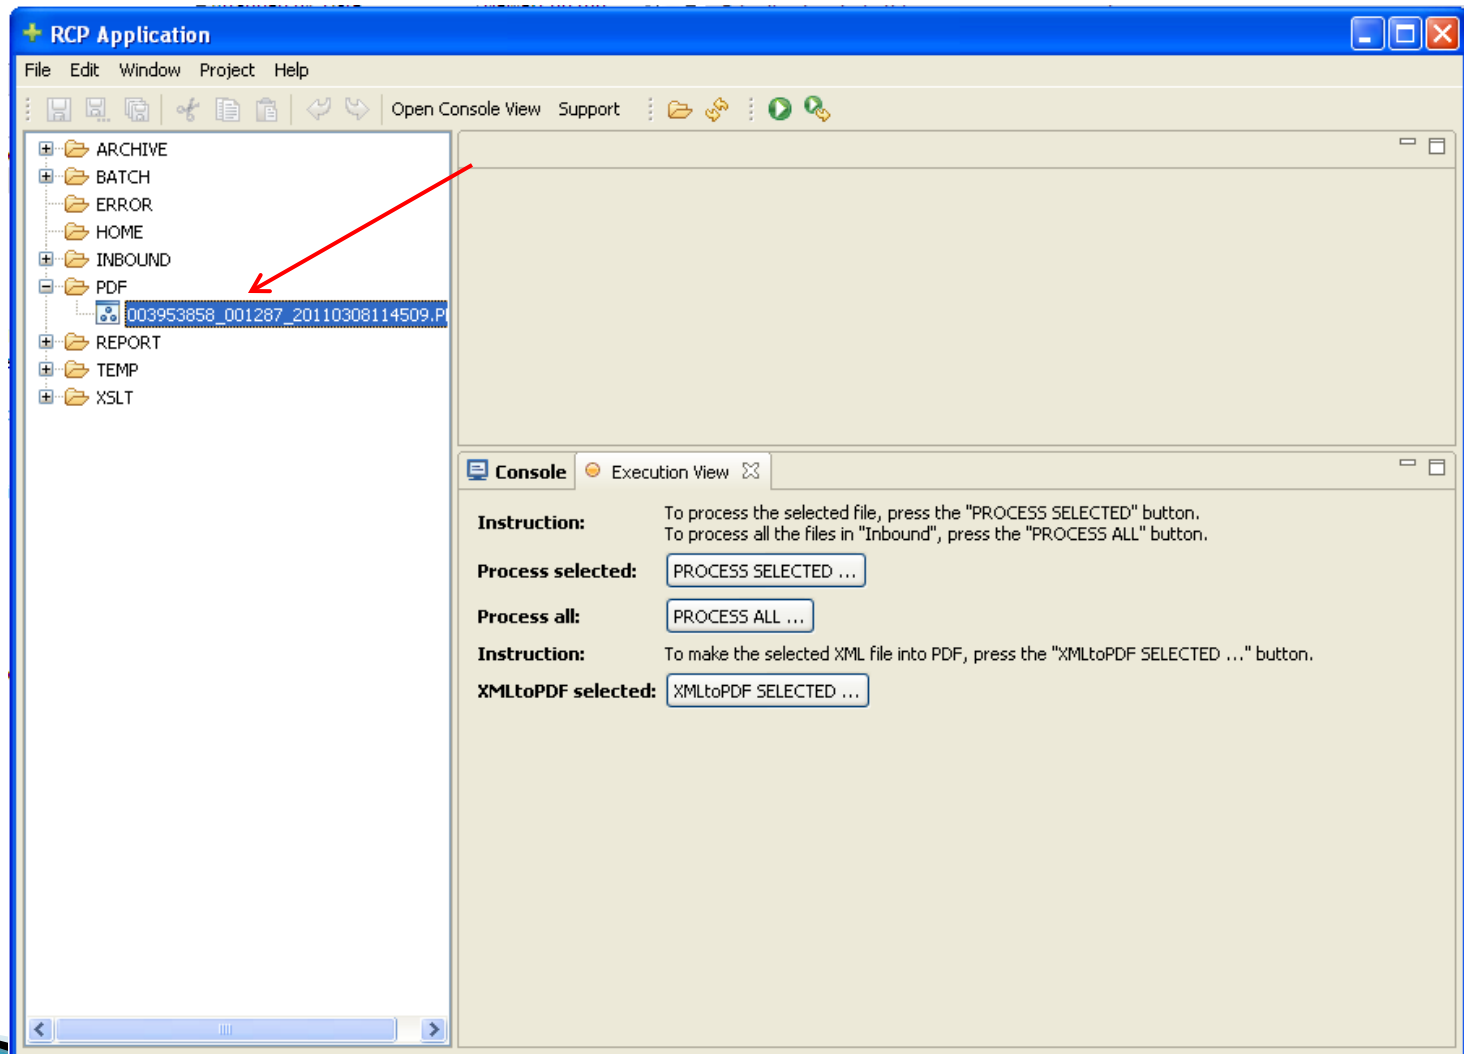 RCP Application
File Edit Window Project Help
Open Console View Support
ARCHIVE
BATCH
ERROR
HOME
INBOUND
PDF
003953858_001287_20110308114509.P
REPORT
TEMP
XSLT
Console Execution View
Instruction: To process the selected file, press the "PROCESS SELECTED" button.
To process all the files in "Inbound", press the "PROCESS ALL" button.
Process selected: PROCESS SELECTED ...
Process all: PROCESS ALL ...
Instruction: To make the selected XML file into PDF, press the "XMLtoPDF SELECTED ..." button.
XMLtoPDF selected: XMLtoPDF SELECTED ...